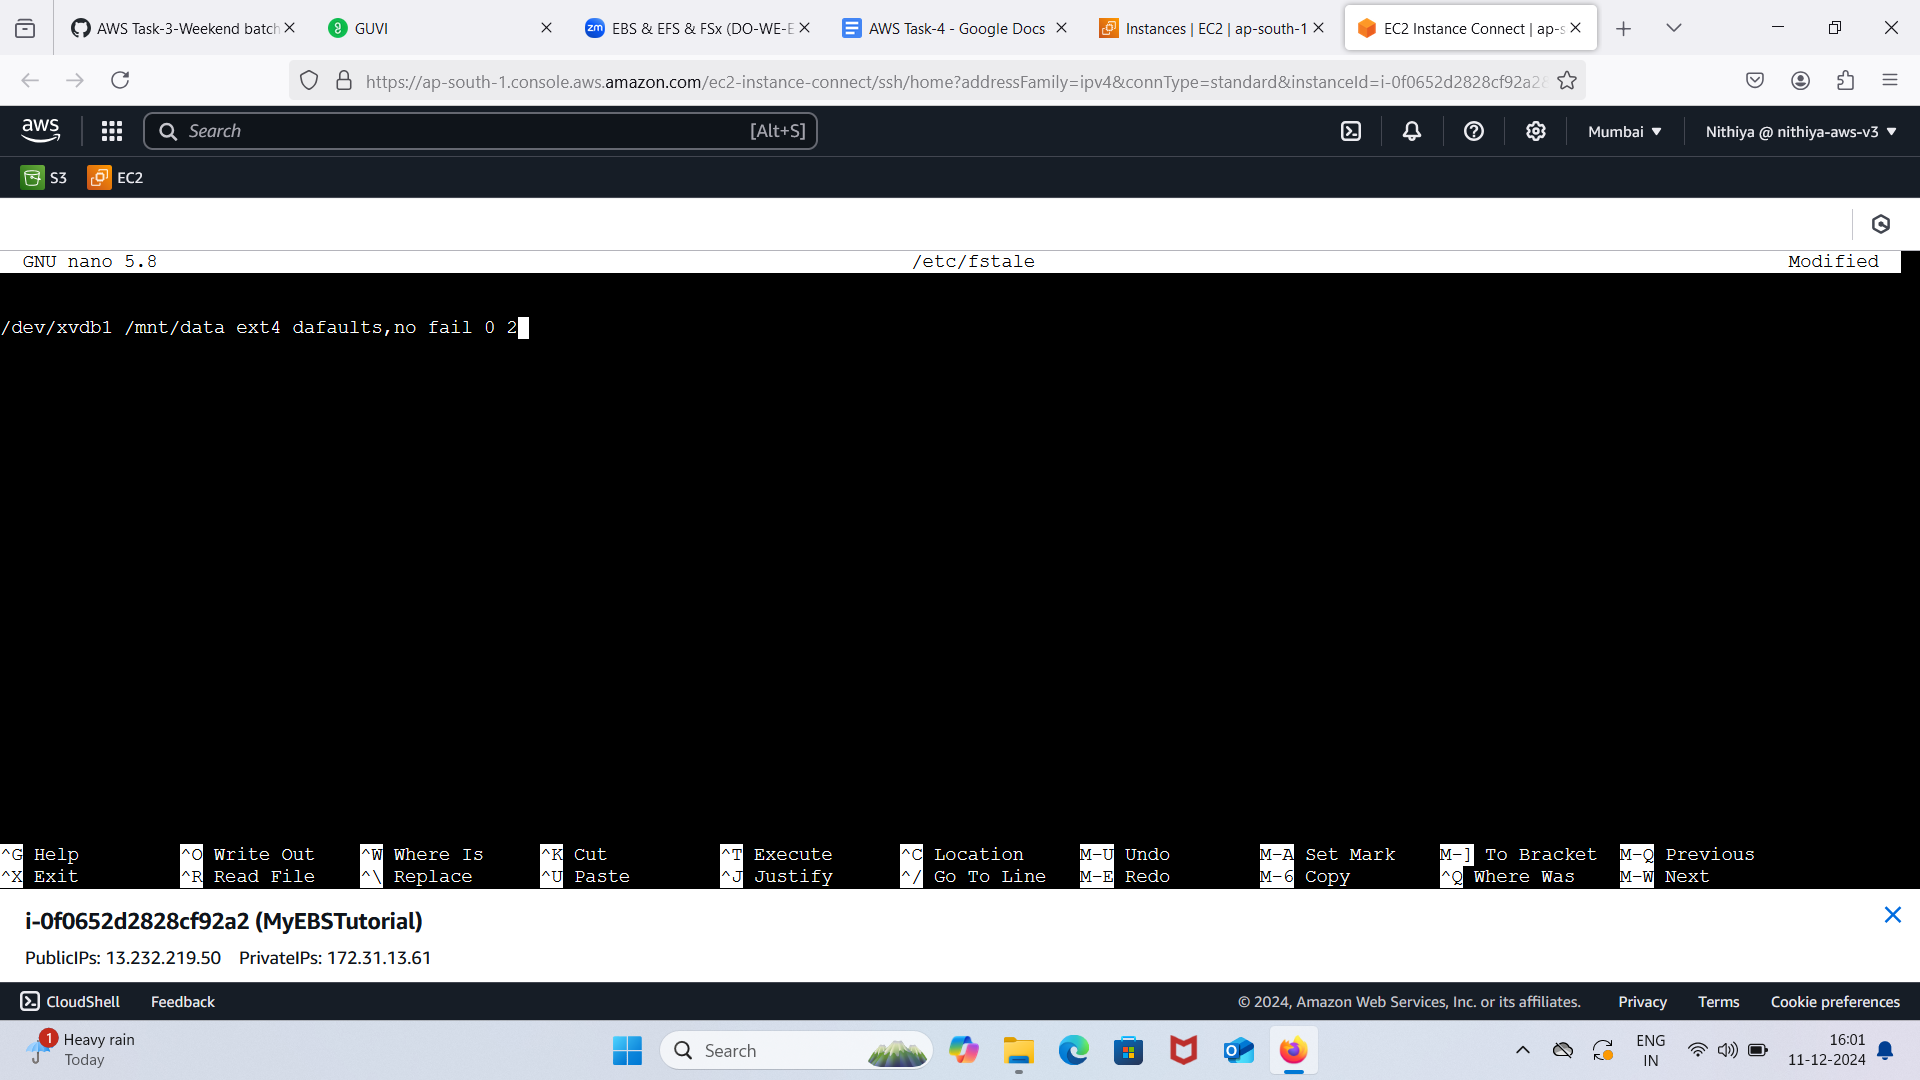 AWS Task-3-Weekend batch
GUVI
EBS & EFS & FSx (DO-WE-E
AWS Task-4 - Google Docs
Instances | EC2 | ap-south-1
EC2 Instance Connect | ap-s
https://ap-south-1.console.aws.amazon.com/ec2-instance-connect/ssh/home?addressFamily=ipv4&connType=standard&instanceId=i-0f0652d2828cf92a28
aws
Search
[Alt+S]
Mumbai
Nithiya @ nithiya-aws-v3
S3
EC2
GNU nano 5.8 /etc/fstale Modified
/dev/xvdb1 /mnt/data ext4 dafaults,no fail 0 2
^G Help ^O Write Out ^W Where Is ^K Cut ^T Execute ^C Location M-U Undo M-A Set Mark M-] To Bracket M-Q Previous
^X Exit ^R Read File ^\ Replace ^U Paste ^J Justify ^/ Go To Line M-E Redo M-6 Copy ^Q Where Was M-W Next
i-0f0652d2828cf92a2 (MyEBSTutorial)
PublicIPs: 13.232.219.50 PrivateIPs: 172.31.13.61
CloudShell Feedback © 2024, Amazon Web Services, Inc. or its affiliates. Privacy Terms Cookie preferences
1
Heavy rain
Today
Search
ENG
IN
16:01
11-12-2024